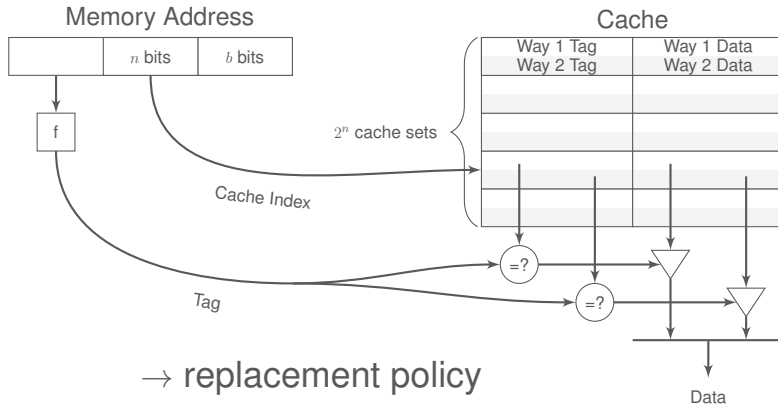 Memory Address
n bits
b bits
f
Cache
Way 1 Tag
Way 1 Data
Way 2 Tag
Way 2 Data
2^n cache sets
Cache Index
Tag
=?
=?
Data
→ replacement policy